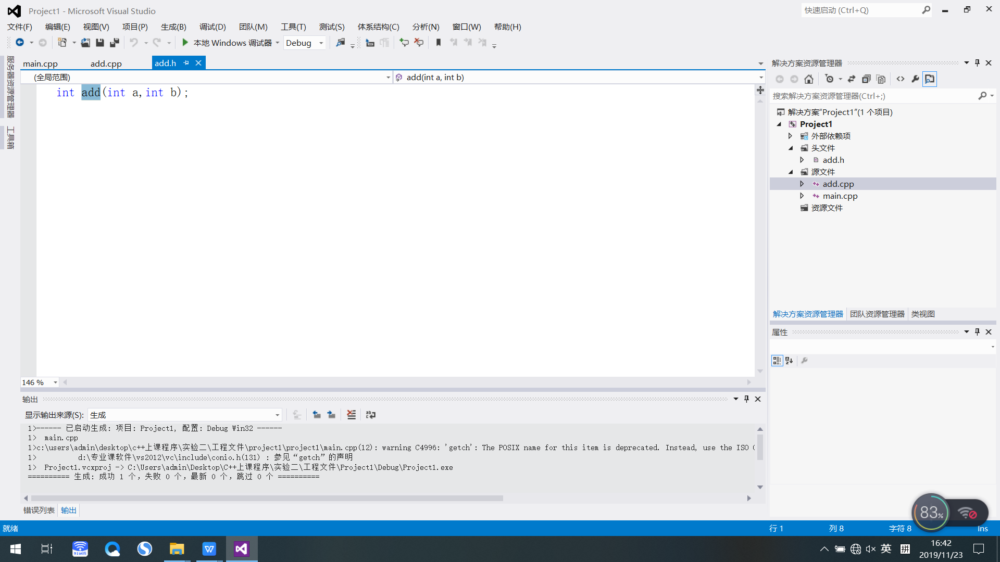 Project1 - Microsoft Visual Studio
快速启动 (Ctrl+Q)
文件(F) 编辑(E) 视图(V) 项目(P) 生成(B) 调试(D) 团队(M) 工具(T) 测试(S) 体系结构(C) 分析(N) 窗口(W) 帮助(H)
本地 Windows 调试器 Debug
服务器资源管理器
工具箱
main.cpp add.cpp add.h
(全局范围) add(int a, int b)
int add(int a,int b);
146 %
解决方案资源管理器
搜索解决方案资源管理器(Ctrl+;)
解决方案“Project1”(1 个项目)
Project1
外部依赖项
头文件
add.h
源文件
add.cpp
main.cpp
资源文件
解决方案资源管理器 团队资源管理器 类视图
属性
输出
显示输出来源(S): 生成
1>------ 已启动生成: 项目: Project1, 配置: Debug Win32 ------
1>  main.cpp
1>c:\users\admin\desktop\c++上课程序\实验二\工程文件\project1\project1\main.cpp(12): warning C4996: 'getch': The POSIX name for this item is deprecated. Instead, use the ISO
1>          d:\专业课软件\vs2012\vc\include\conio.h(131) : 参见“getch”的声明
1>  Project1.vcxproj -> C:\Users\admin\Desktop\C++上课程序\实验二\工程文件\Project1\Debug\Project1.exe
========== 生成: 成功 1 个，失败 0 个，最新 0 个，跳过 0 个 ==========
错误列表 输出
83%
就绪 行 1 列 8 字符 8 Ins
91wifi
英 拼
16:42
2019/11/23